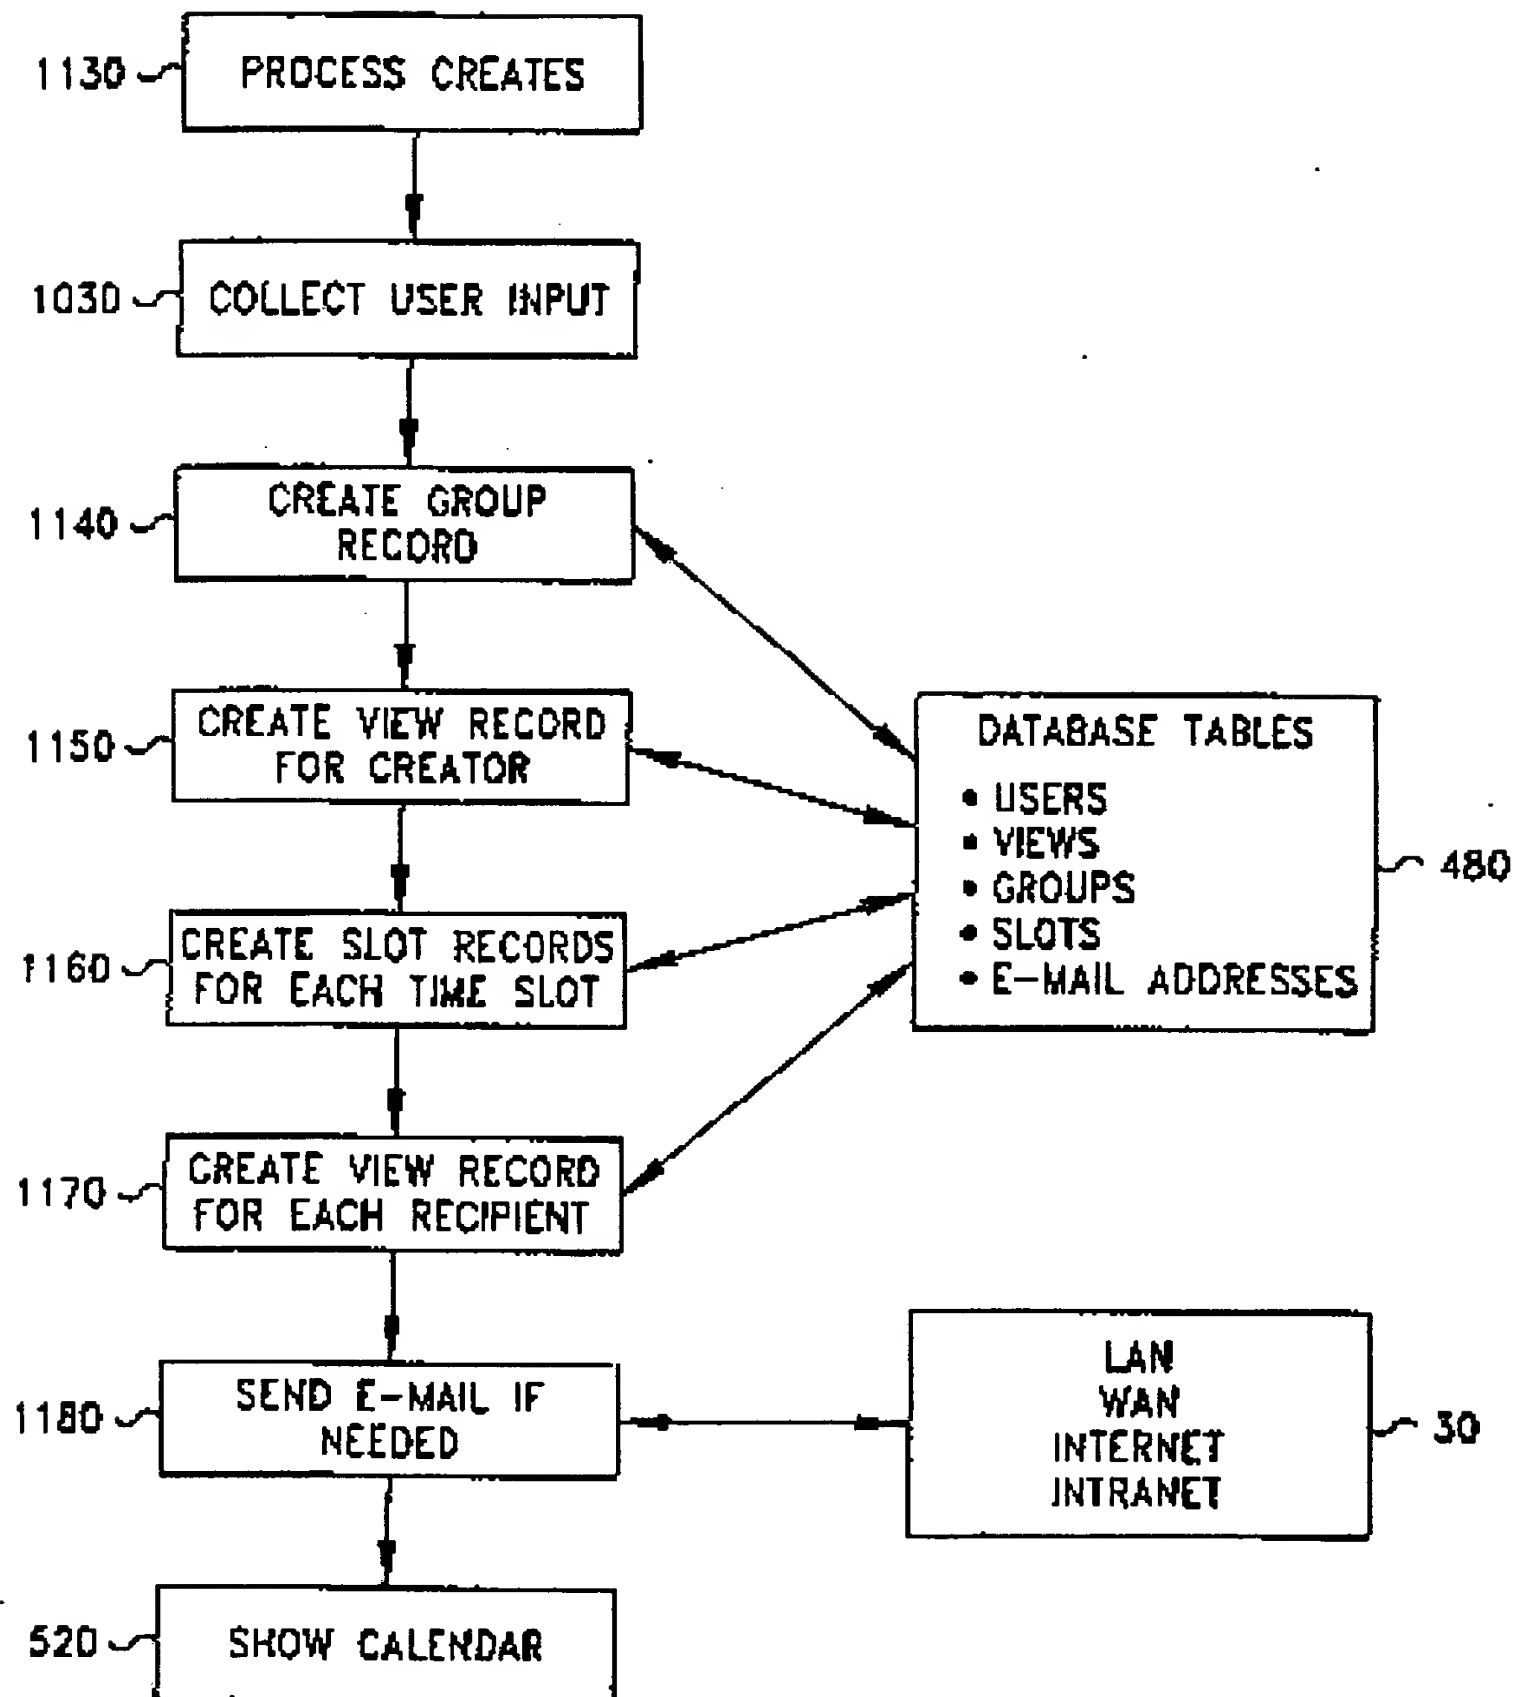 1130
PROCESS CREATES
1030
COLLECT USER INPUT
1140
CREATE GROUP
RECORD
1150
CREATE VIEW RECORD
FOR CREATOR
1160
CREATE SLOT RECORDS
FOR EACH TIME SLOT
1170
CREATE VIEW RECORD
FOR EACH RECIPIENT
1180
SEND E-MAIL IF
NEEDED
520
SHOW CALENDAR
DATABASE TABLES
• USERS
• VIEWS
• GROUPS
• SLOTS
• E-MAIL ADDRESSES
480
LAN
WAN
INTERNET
INTRANET
30